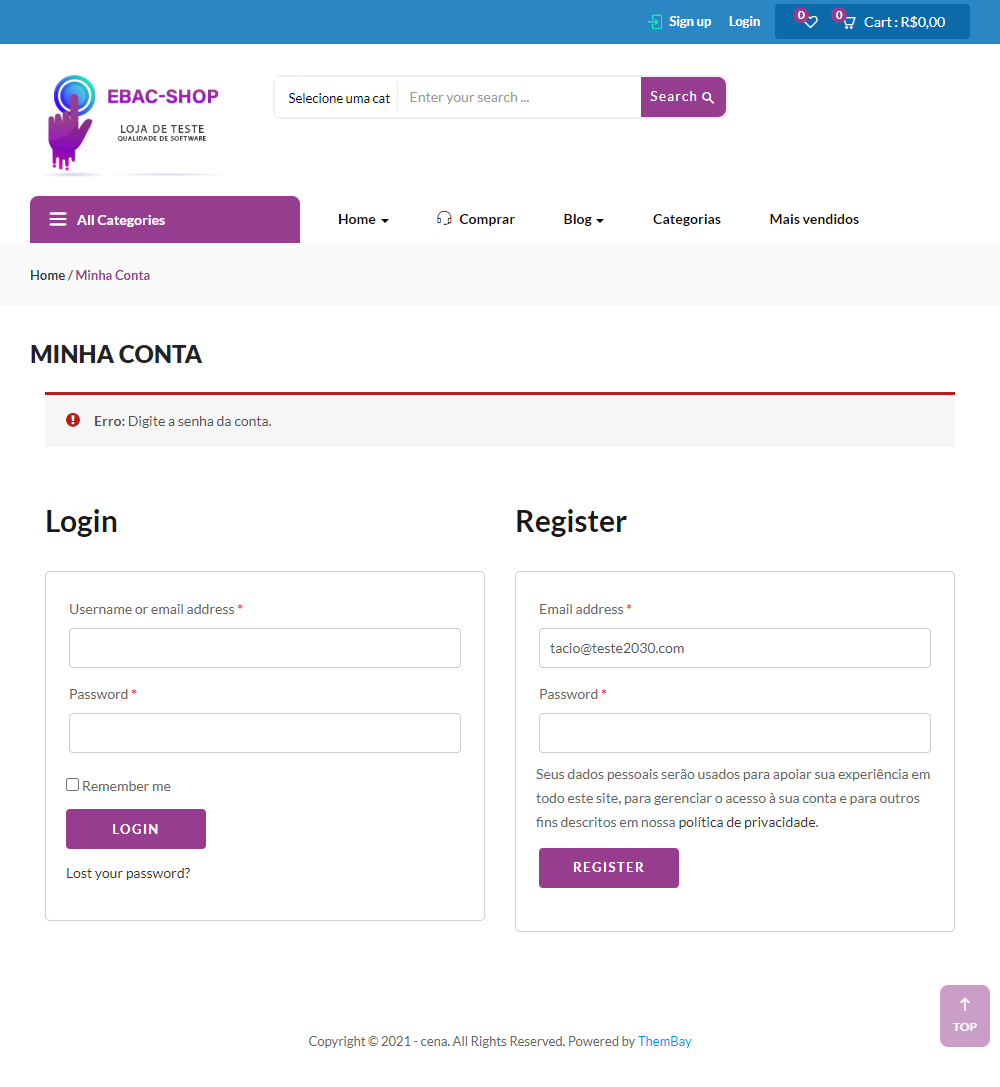 Sign up Login 0 0 Cart : R$0,00
EBAC-SHOP
LOJA DE TESTE
QUALIDADE DE SOFTWARE
Selecione uma cat Enter your search ... Search
All Categories Home Comprar Blog Categorias Mais vendidos
Home / Minha Conta
MINHA CONTA
Erro: Digite a senha da conta.
Login
Username or email address *
Password *
Remember me
LOGIN
Lost your password?
Register
Email address *
tacio@teste2030.com
Password *
Seus dados pessoais serão usados para apoiar sua experiência em
todo este site, para gerenciar o acesso à sua conta e para outros
fins descritos em nossa política de privacidade.
REGISTER
TOP
Copyright © 2021 - cena. All Rights Reserved. Powered by ThemBay